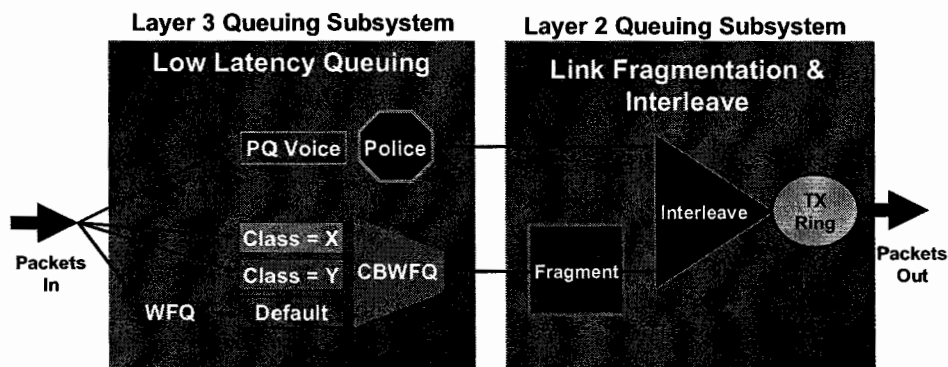 Layer 3 Queuing Subsystem
Layer 2 Queuing Subsystem
Low Latency Queuing
Link Fragmentation &
Interleave
PQ Voice
Police
Class = X
Class = Y
CBWFQ
WFQ
Default
Packets
In
Fragment
Interleave
TX
Ring
Packets
Out